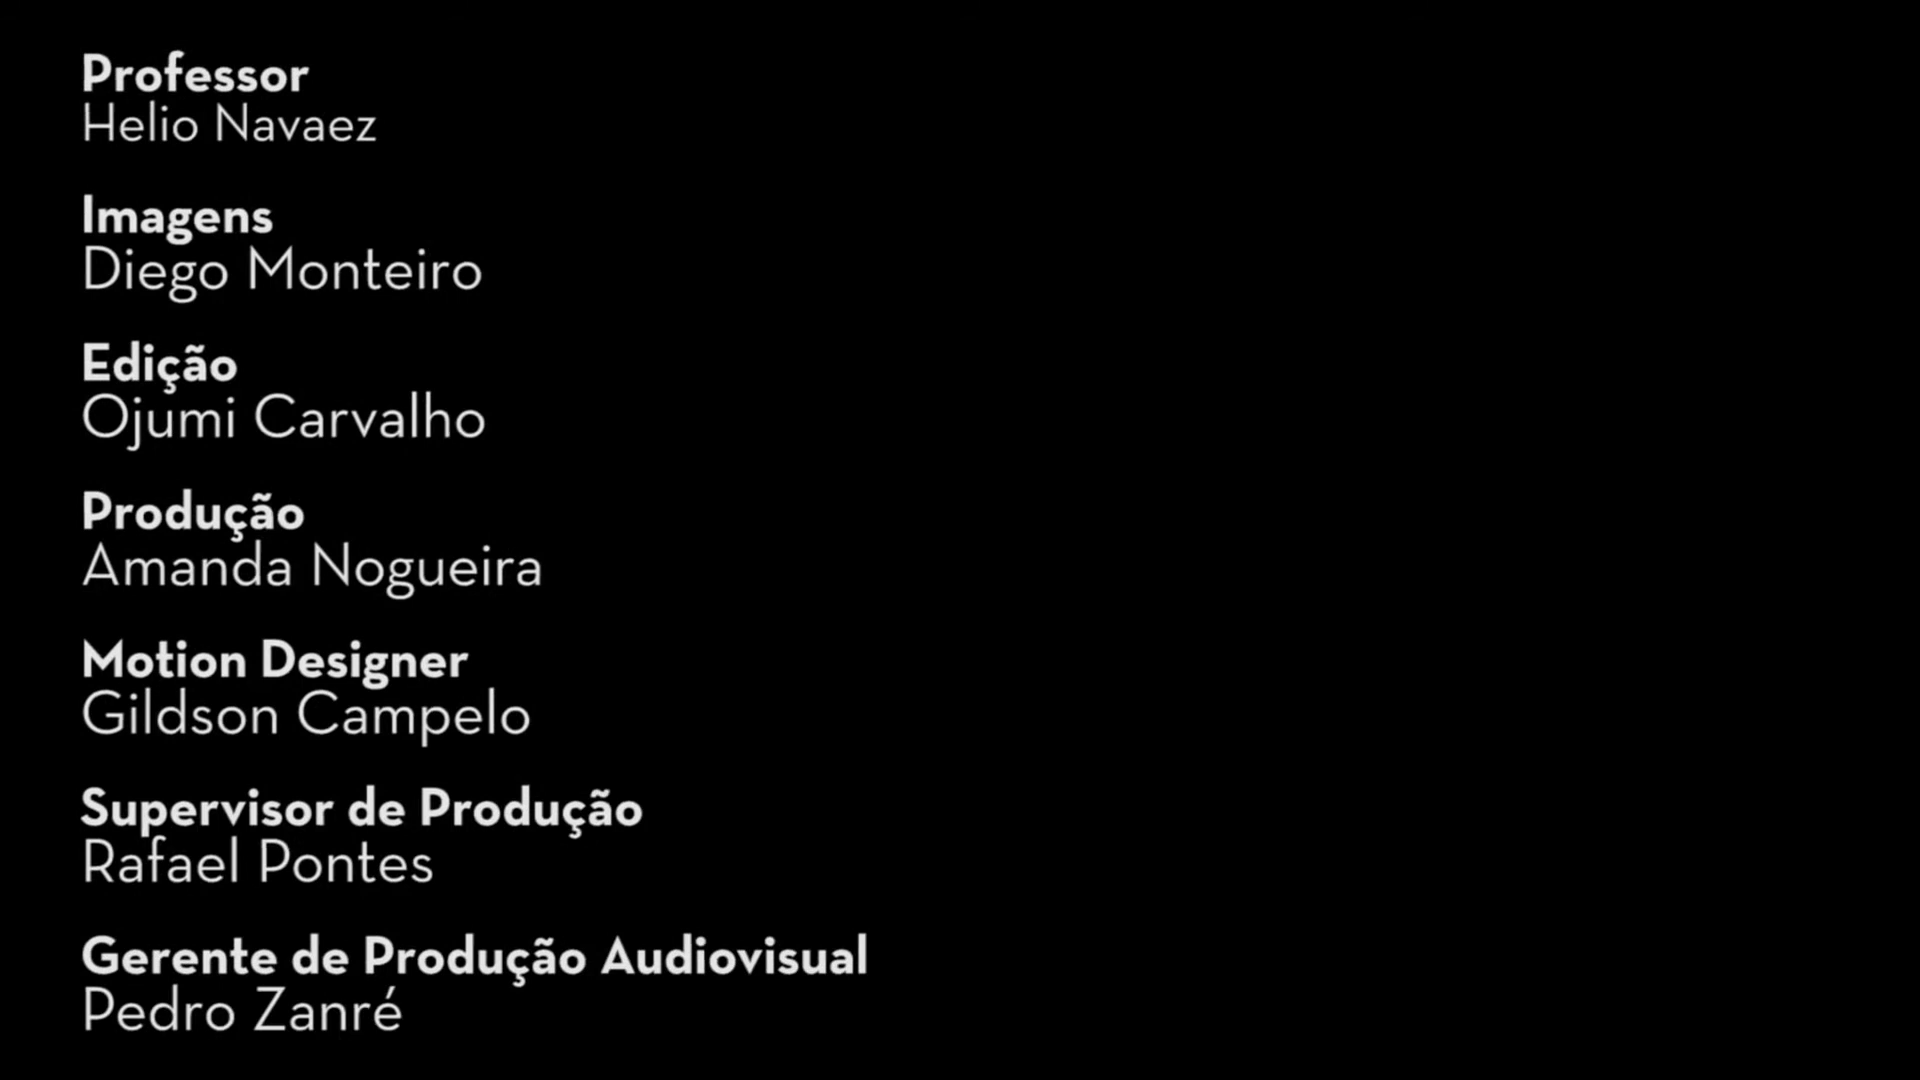 Professor
Helio Navaez
Imagens
Diego Monteiro
Edição
Ojumi Carvalho
Produção
Amanda Nogueira
Motion Designer
Gildson Campelo
Supervisor de Produção
Rafael Pontes
Gerente de Produção Audiovisual
Pedro Zanré